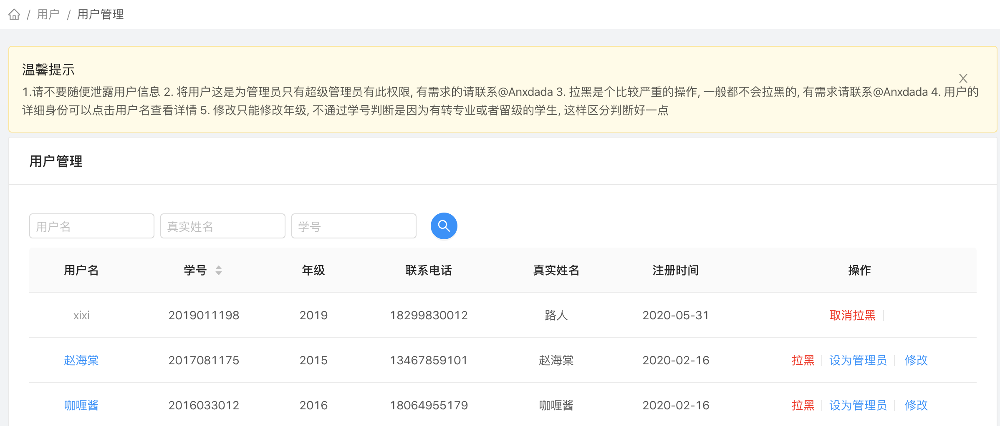 / 用户 / 用户管理
温馨提示
X
1.请不要随便泄露用户信息 2. 将用户这是为管理员只有超级管理员有此权限, 有需求的请联系@Anxdada 3. 拉黑是个比较严重的操作, 一般都不会拉黑的, 有需求请联系@Anxdada 4. 用户的
详细身份可以点击用户名查看详情 5. 修改只能修改年级, 不通过学号判断是因为有转专业或者留级的学生, 这样区分判断好一点
用户管理
用户名 真实姓名 学号
用户名 学号 年级 联系电话 真实姓名 注册时间 操作
xixi 2019011198 2019 18299830012 路人 2020-05-31 取消拉黑
赵海棠 2017081175 2015 13467859101 赵海棠 2020-02-16 拉黑 设为管理员 修改
咖喱酱 2016033012 2016 18064955179 咖喱酱 2020-02-16 拉黑 设为管理员 修改